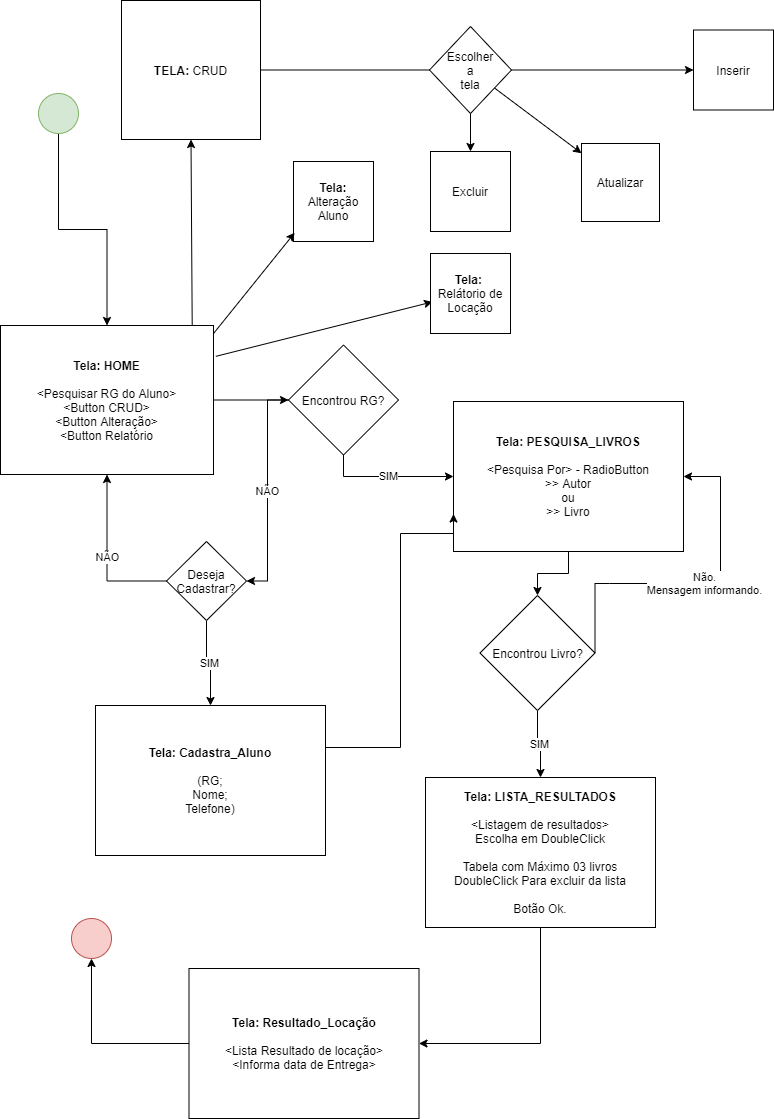 TELA: CRUD
Escolher
a
tela
Inserir
Excluir
Atualizar
Tela:
Alteração
Aluno
Tela:
Relátorio de
Locação
Tela: HOME
<Pesquisar RG do Aluno>
<Button CRUD>
<Button Alteração>
<Button Relatório
Encontrou RG?
SIM
NÃO
Tela: PESQUISA_LIVROS
<Pesquisa Por> - RadioButton
>> Autor
ou
>> Livro
NÃO
Deseja
Cadastrar?
SIM
Não.
Mensagem informando.
Encontrou Livro?
SIM
Tela: Cadastra_Aluno
(RG;
Nome;
Telefone)
Tela: LISTA_RESULTADOS
<Listagem de resultados>
Escolha em DoubleClick
Tabela com Máximo 03 livros
DoubleClick Para excluir da lista
Botão Ok.
Tela: Resultado_Locação
<Lista Resultado de locação>
<Informa data de Entrega>